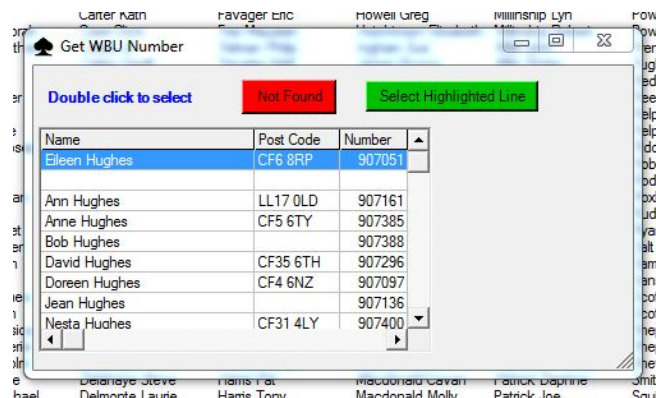 Carter Kath Favager Eric Howell Greg Millinship Lyn
Get WBU Number
Double click to select Not Found Select Highlighted Line
Name Post Code Number
Eileen Hughes CF6 8RP 907051
Ann Hughes LL17 0LD 907161
Anne Hughes CF5 6TY 907385
Bob Hughes 907388
David Hughes CF35 6TH 907296
Doreen Hughes CF4 6NZ 907097
Jean Hughes 907136
Nesta Hughes CF31 4LY 907400
Delahaye Steve Harris Pat Macdonald Cavan Patrick Daphne
Delmonte Laurie Harris Tony Macdonald Molly Patrick Joe